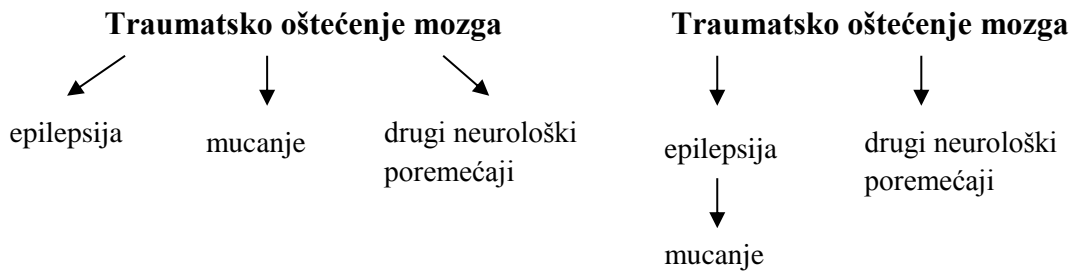 Traumatsko oštećenje mozga
epilepsija
mucanje
drugi neurološki
poremećaji
Traumatsko oštećenje mozga
epilepsija
drugi neurološki
poremećaji
mucanje